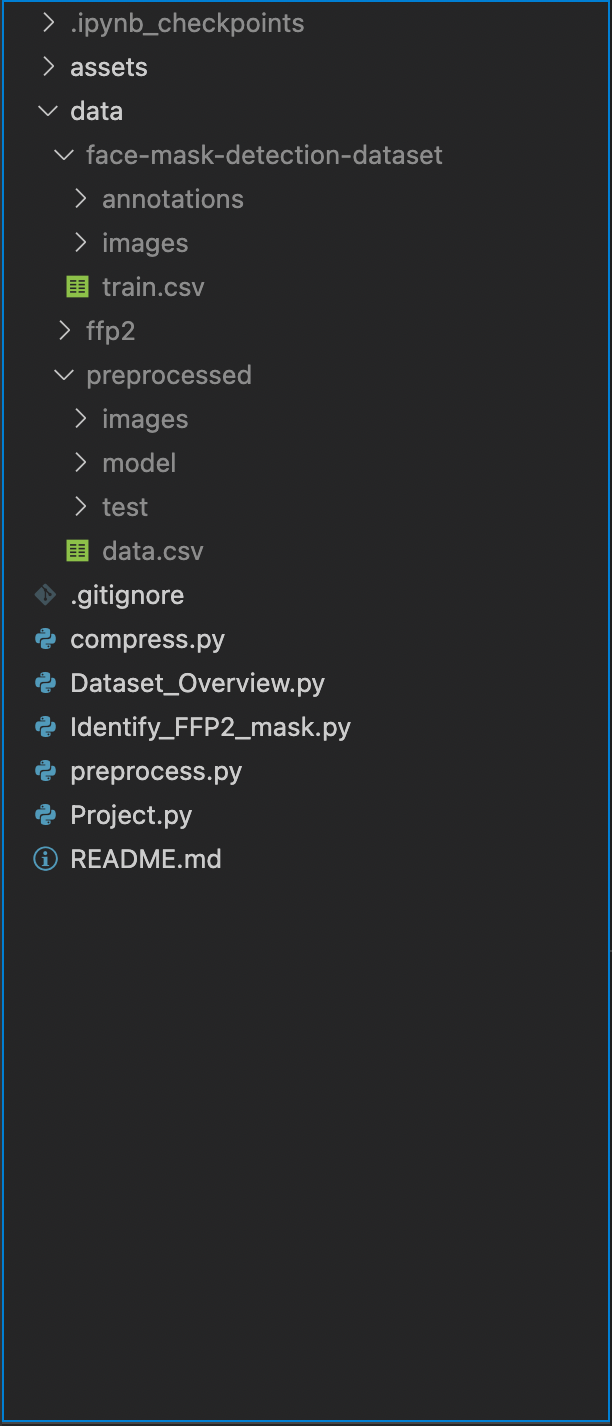 .ipynb_checkpoints
assets
data
face-mask-detection-dataset
annotations
images
train.csv
ffp2
preprocessed
images
model
test
data.csv
.gitignore
compress.py
Dataset_Overview.py
Identify_FFP2_mask.py
preprocess.py
Project.py
README.md